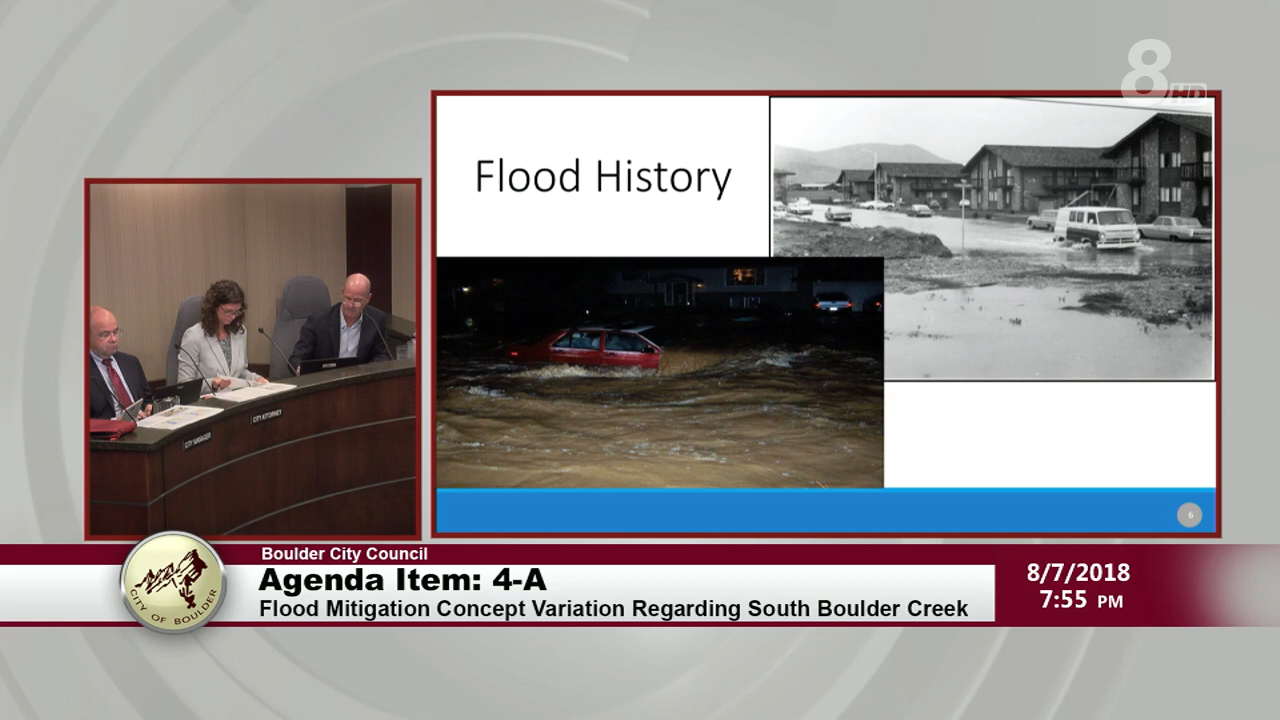 8 HD
Flood History
CITY MANAGER
CITY ATTORNEY
6
Boulder City Council
Agenda Item: 4-A
Flood Mitigation Concept Variation Regarding South Boulder Creek
CITY OF BOULDER
8/7/2018
7:55 PM